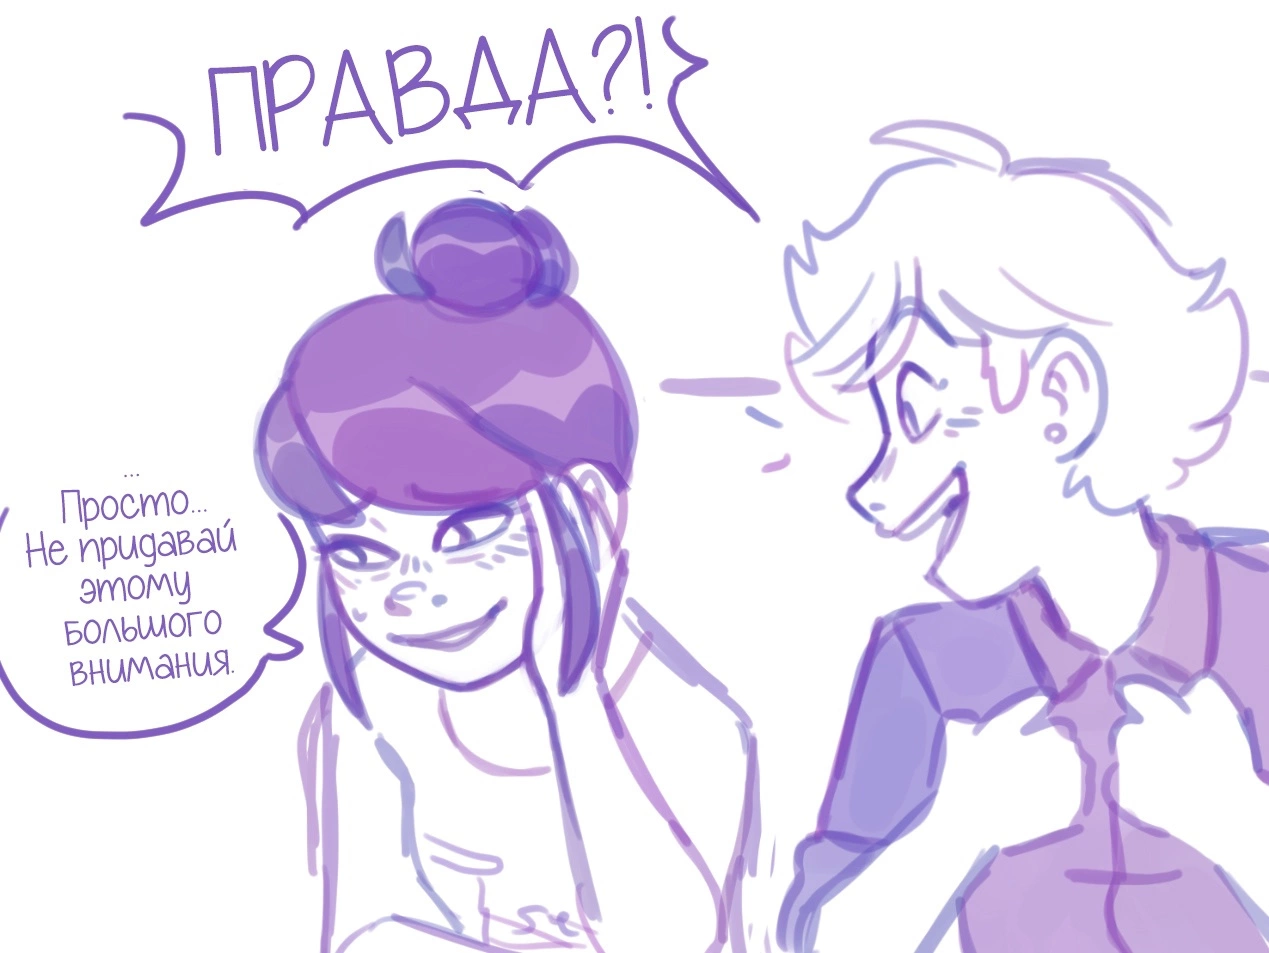 ПРАВДА?!
...
Просто...
Не придавай
этому
большого
внимания.